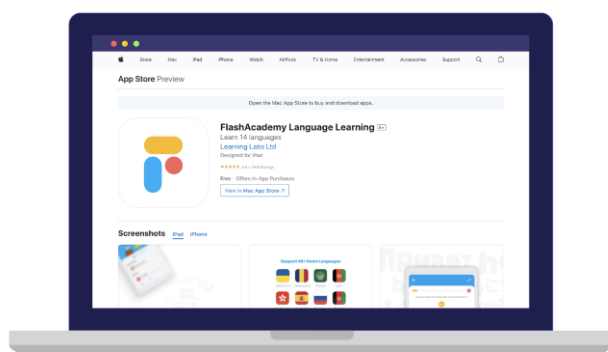 Store Mac iPad iPhone Watch AirPods TV & Home Entertainment Accessories Support
App Store Preview
Open the Mac App Store to buy and download apps.
FlashAcademy Language Learning 4+
Learn 14 languages
Learning Labs Ltd
Designed for iPad
Free · Offers In-App Purchases
View in Mac App Store ↗
Screenshots iPad iPhone
Support 48+ Home Languages
Привет